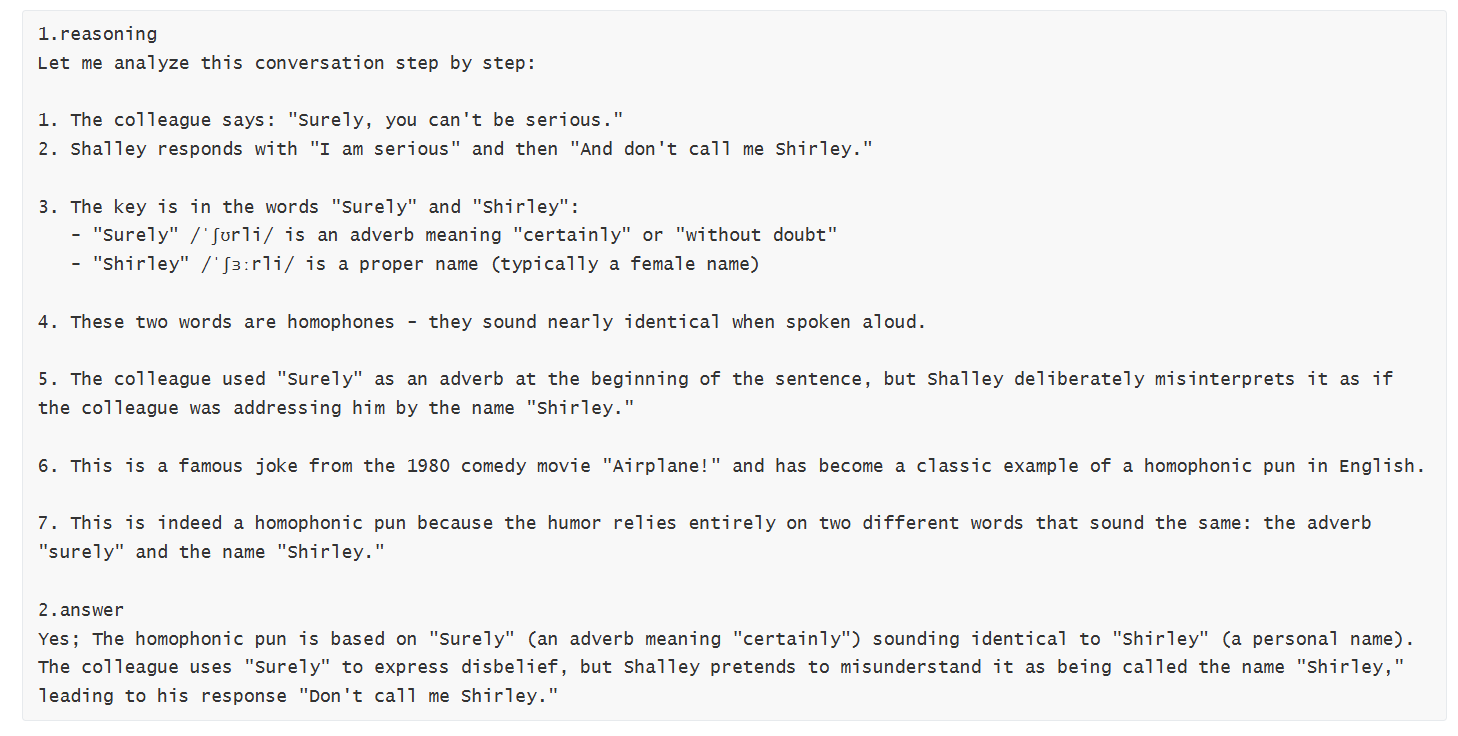 1.reasoning
Let me analyze this conversation step by step:
1. The colleague says: "Surely, you can't be serious."
2. Shalley responds with "I am serious" and then "And don't call me Shirley."
3. The key is in the words "Surely" and "Shirley":
- "Surely" /ˈʃʊrli/ is an adverb meaning "certainly" or "without doubt"
- "Shirley" /ˈʃɜːrli/ is a proper name (typically a female name)
4. These two words are homophones - they sound nearly identical when spoken aloud.
5. The colleague used "Surely" as an adverb at the beginning of the sentence, but Shalley deliberately misinterprets it as if
the colleague was addressing him by the name "Shirley."
6. This is a famous joke from the 1980 comedy movie "Airplane!" and has become a classic example of a homophonic pun in English.
7. This is indeed a homophonic pun because the humor relies entirely on two different words that sound the same: the adverb
"surely" and the name "Shirley."
2.answer
Yes; The homophonic pun is based on "Surely" (an adverb meaning "certainly") sounding identical to "Shirley" (a personal name).
The colleague uses "Surely" to express disbelief, but Shalley pretends to misunderstand it as being called the name "Shirley,"
leading to his response "Don't call me Shirley."